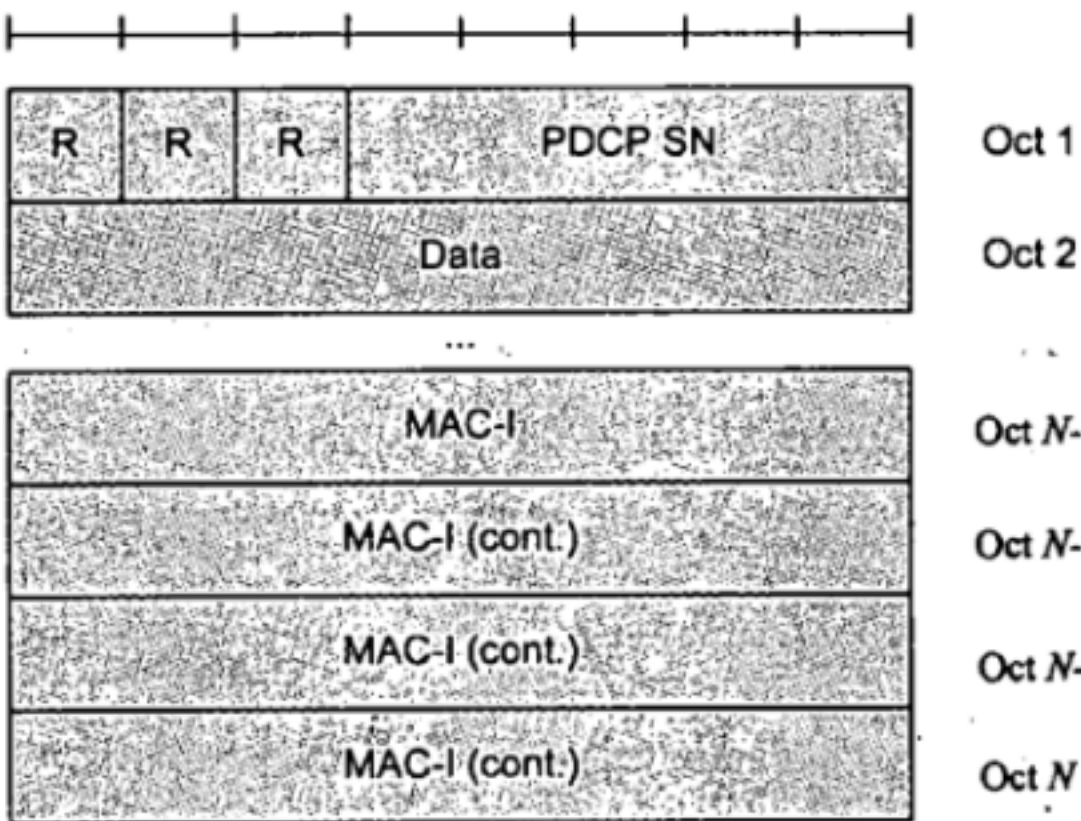 R R R PDCP SN Oct 1
Data Oct 2
...
MAC-I Oct N-
MAC-I (cont.) Oct N-
MAC-I (cont.) Oct N-
MAC-I (cont.) Oct N